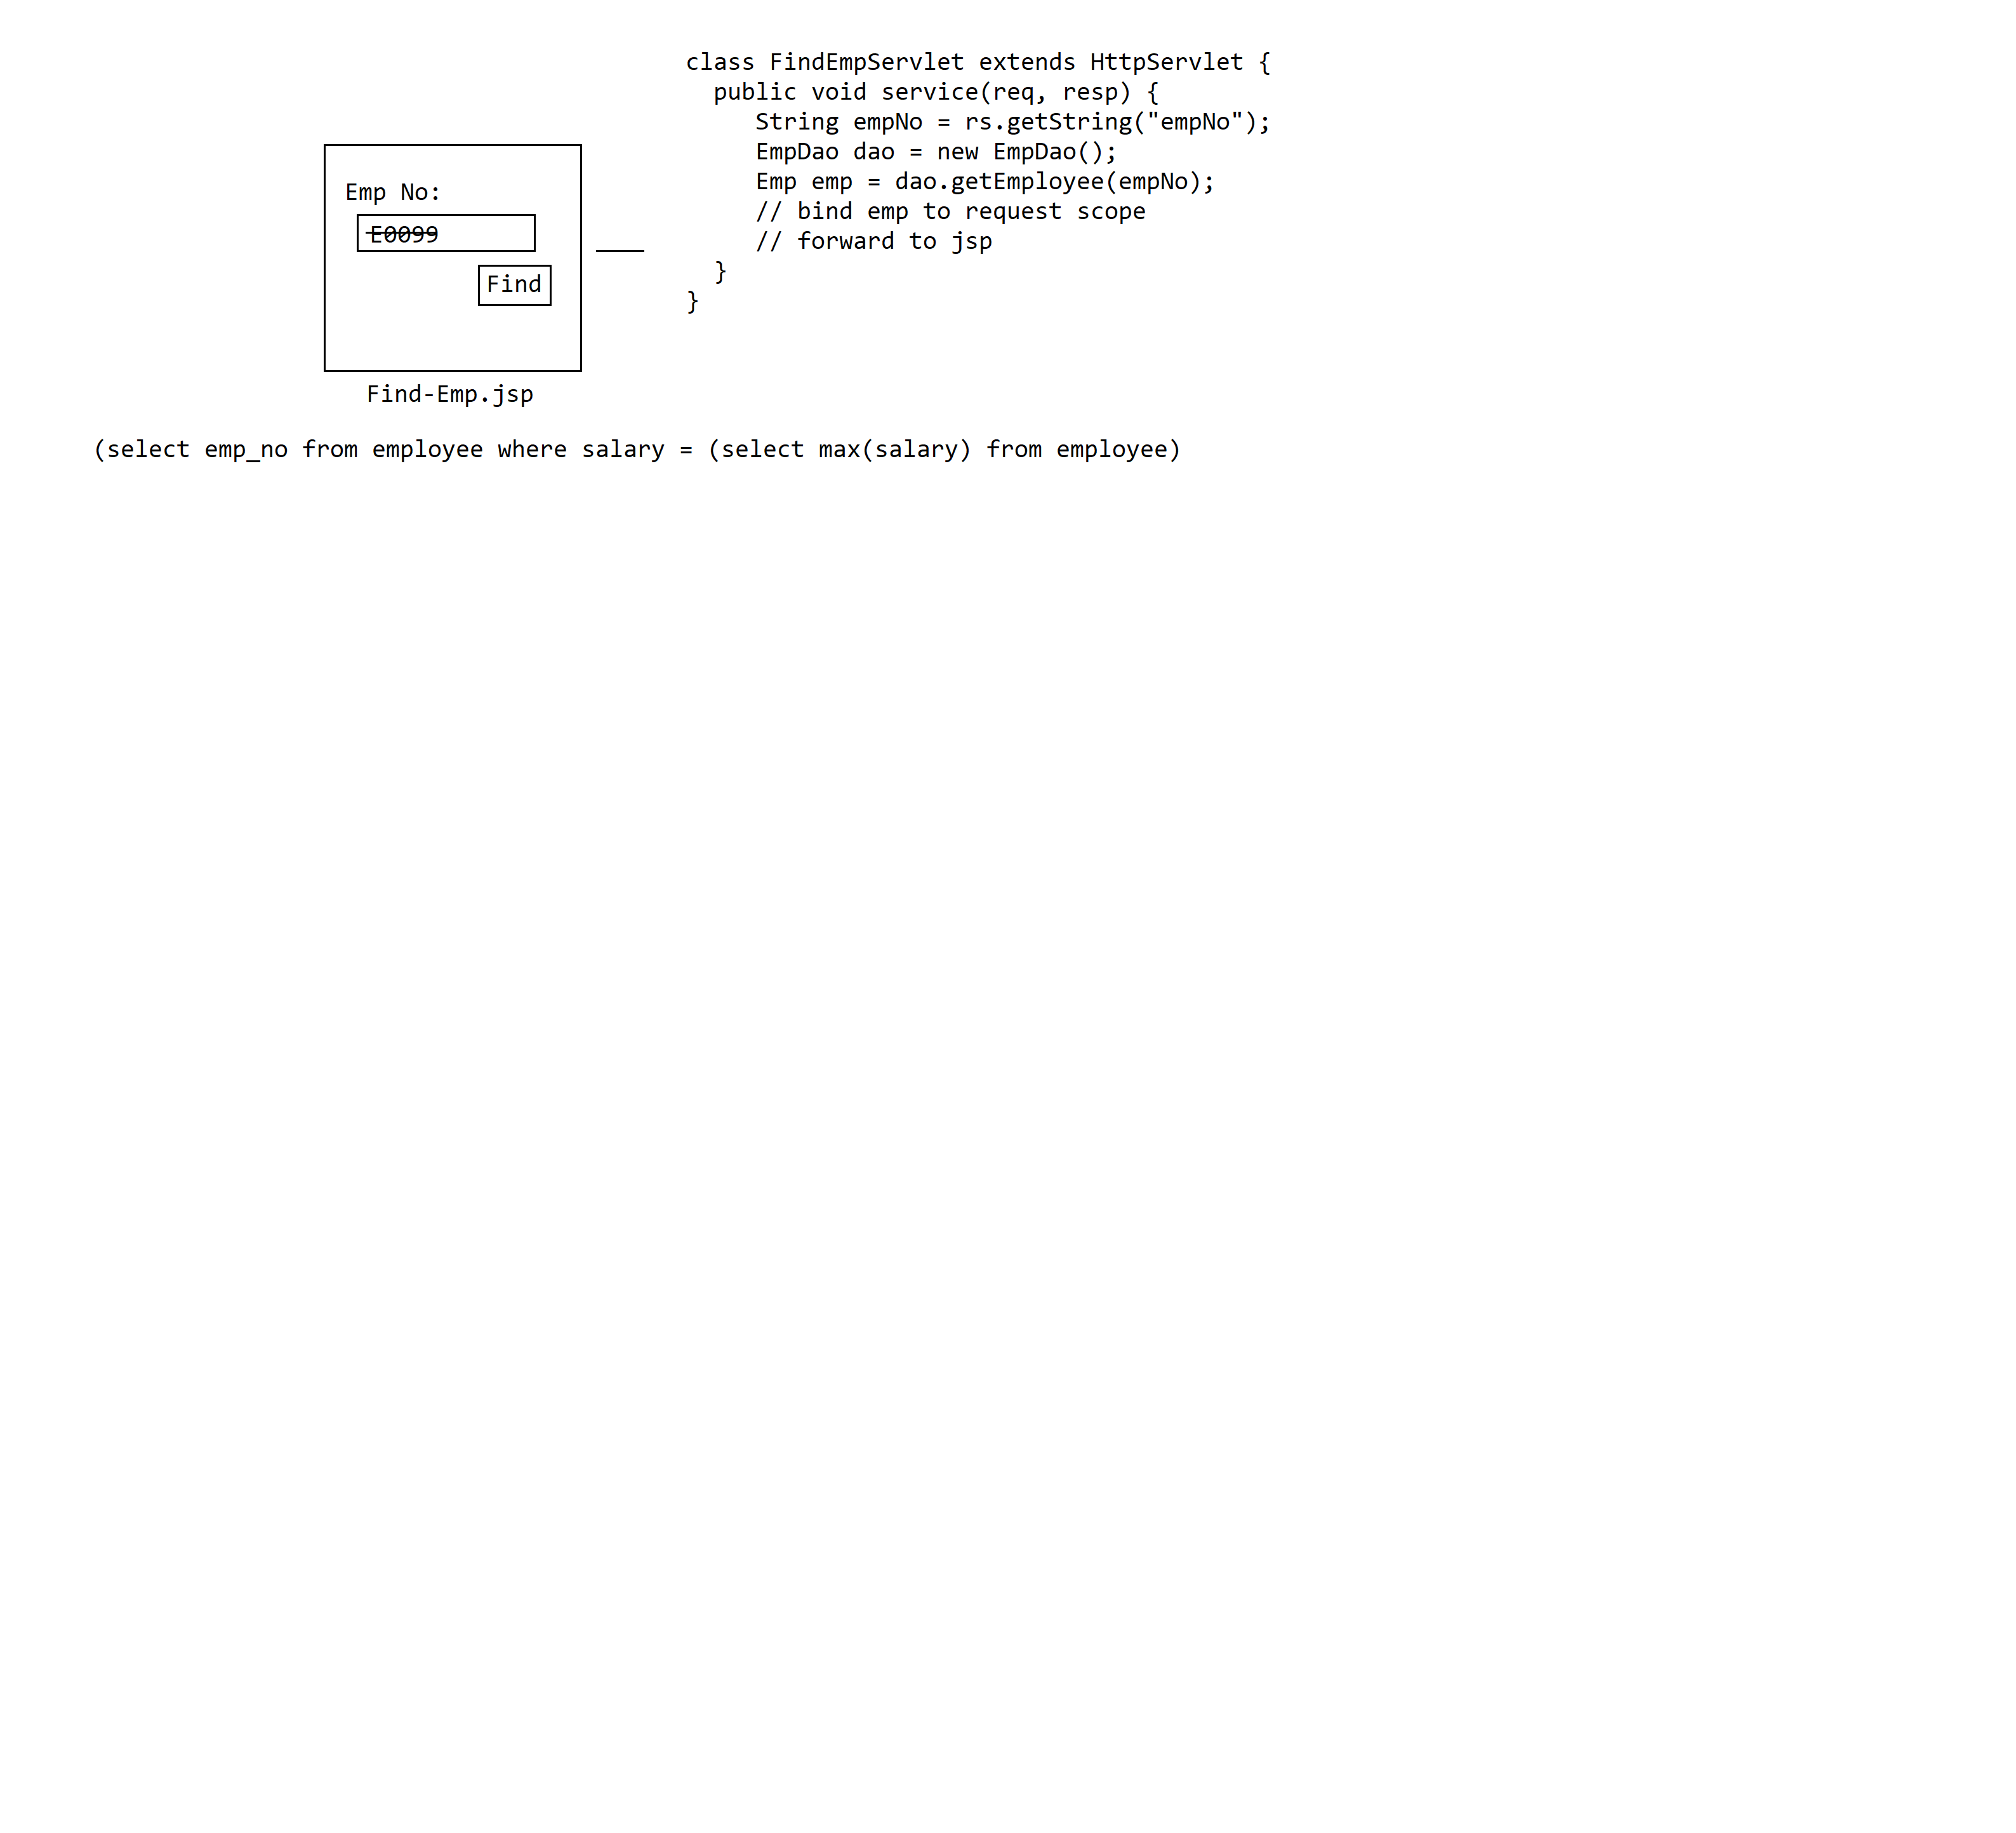 class FindEmpServlet extends HttpServlet {
public void service(req, resp) {
String empNo = rs.getString("empNo");
EmpDao dao = new EmpDao();
Emp emp = dao.getEmployee(empNo);
// bind emp to request scope
// forward to jsp
}
}
Emp No:
E0099
Find
Find-Emp.jsp
(select emp_no from employee where salary = (select max(salary) from employee)